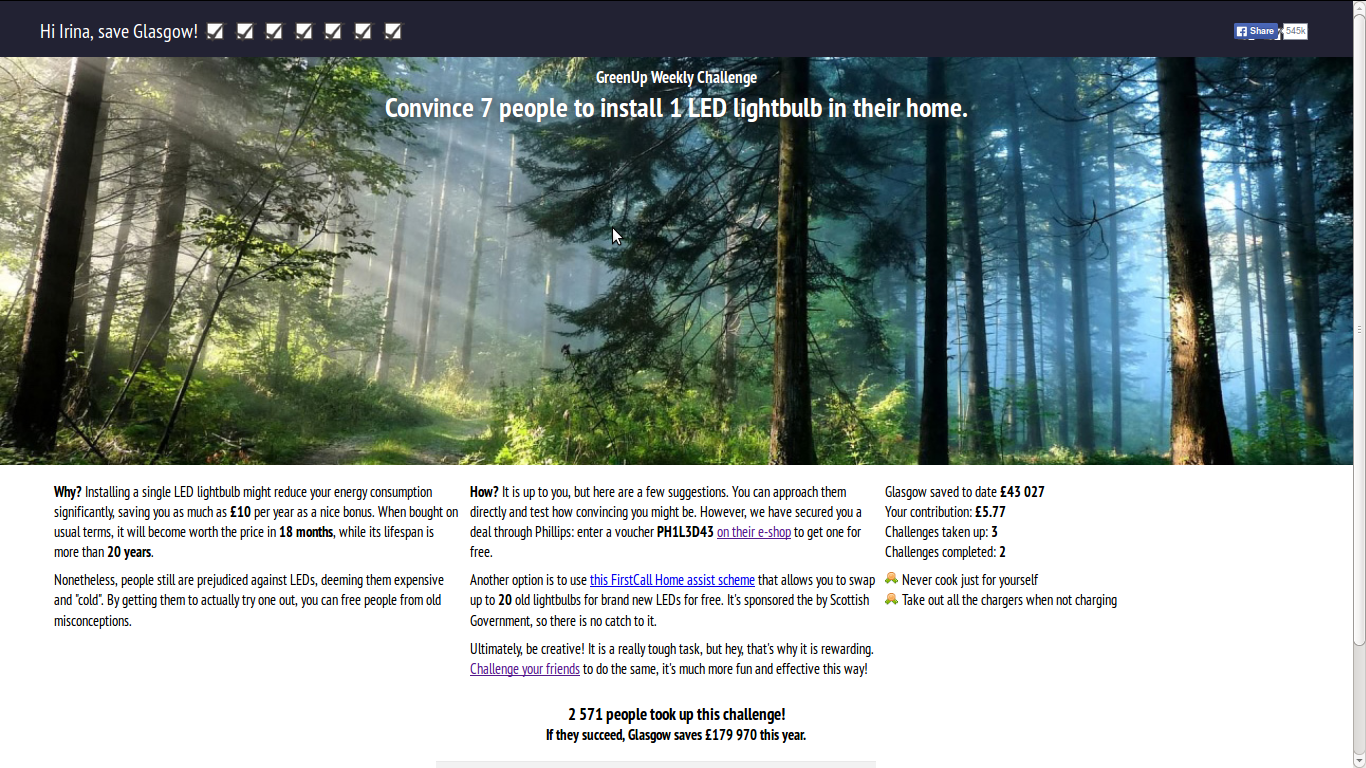 Hi Irina, save Glasgow!
Share 545k
GreenUp Weekly Challenge
Convince 7 people to install 1 LED lightbulb in their home.
Why? Installing a single LED lightbulb might reduce your energy consumption
significantly, saving you as much as £10 per year as a nice bonus. When bought on
usual terms, it will become worth the price in 18 months, while its lifespan is
more than 20 years.
Nonetheless, people still are prejudiced against LEDs, deeming them expensive
and "cold". By getting them to actually try one out, you can free people from old
misconceptions.
How? It is up to you, but here are a few suggestions. You can approach them
directly and test how convincing you might be. However, we have secured you a
deal through Phillips: enter a voucher PH1L3D43 on their e-shop to get one for
free.
Another option is to use this FirstCall Home assist scheme that allows you to swap
up to 20 old lightbulbs for brand new LEDs for free. It's sponsored the by Scottish
Government, so there is no catch to it.
Ultimately, be creative! It is a really tough task, but hey, that's why it is rewarding.
Challenge your friends to do the same, it's much more fun and effective this way!
Glasgow saved to date £43 027
Your contribution: £5.77
Challenges taken up: 3
Challenges completed: 2
Never cook just for yourself
Take out all the chargers when not charging
2 571 people took up this challenge!
If they succeed, Glasgow saves £179 970 this year.